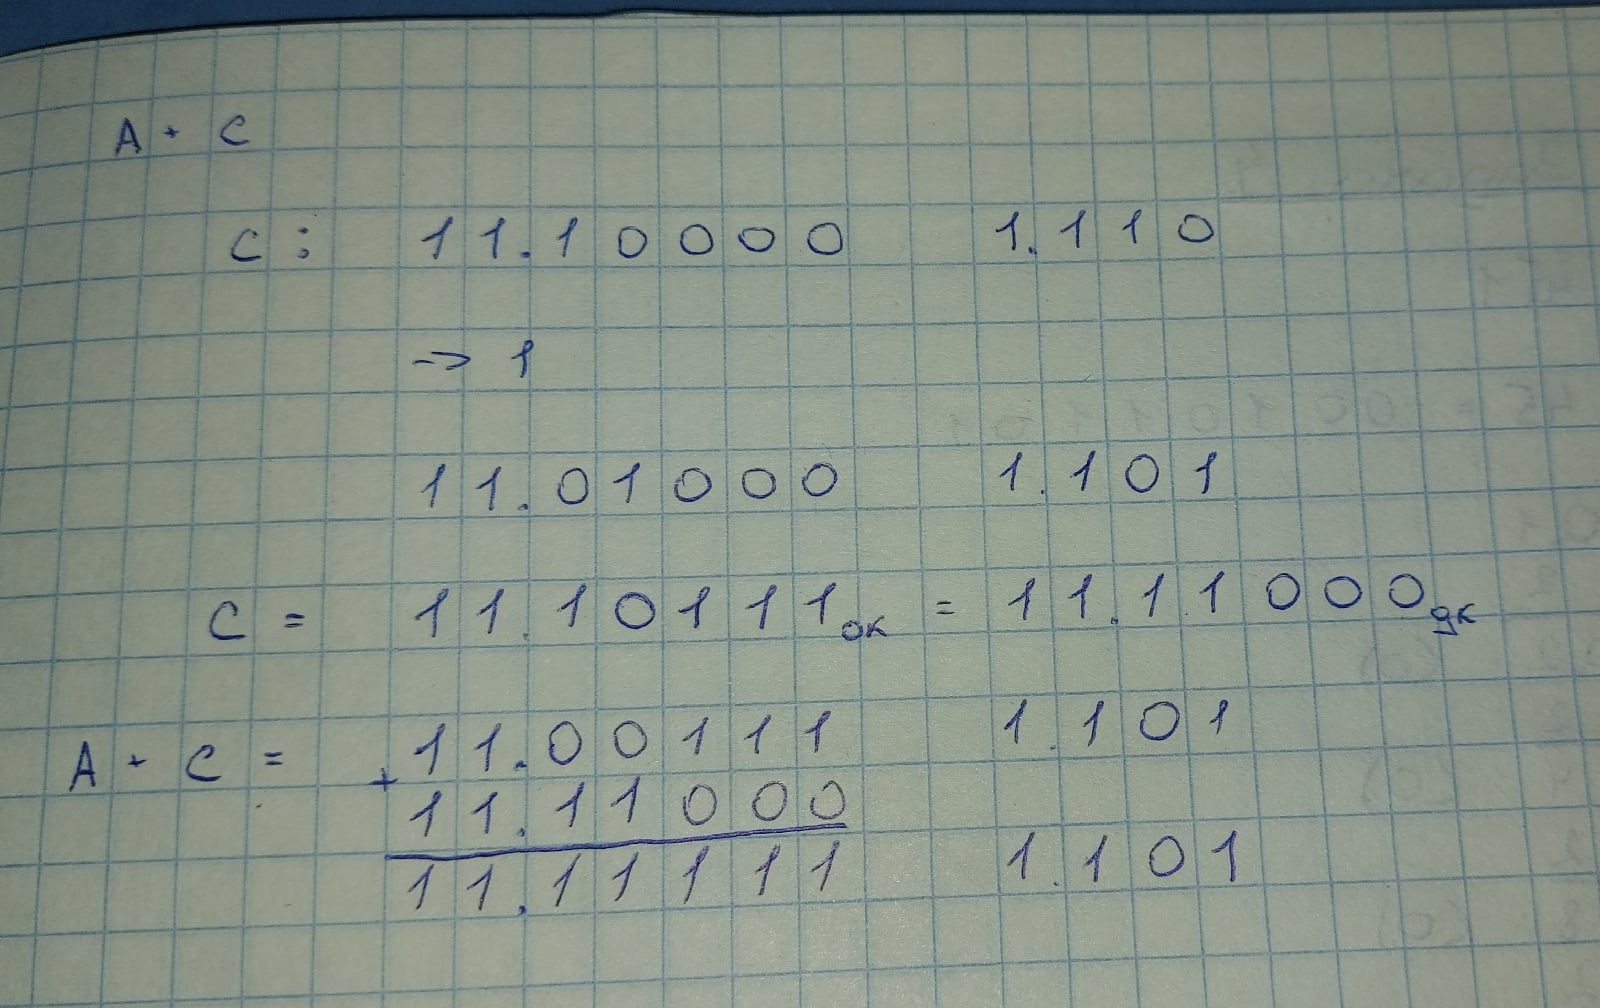 A + C
C : 11.10000 1.110
-> 1
11.01000 1.101
C = 11.10111ок = 11.11000дк
A + C = 11.00111 1.101
+ 11.11000
11.11111 1.101